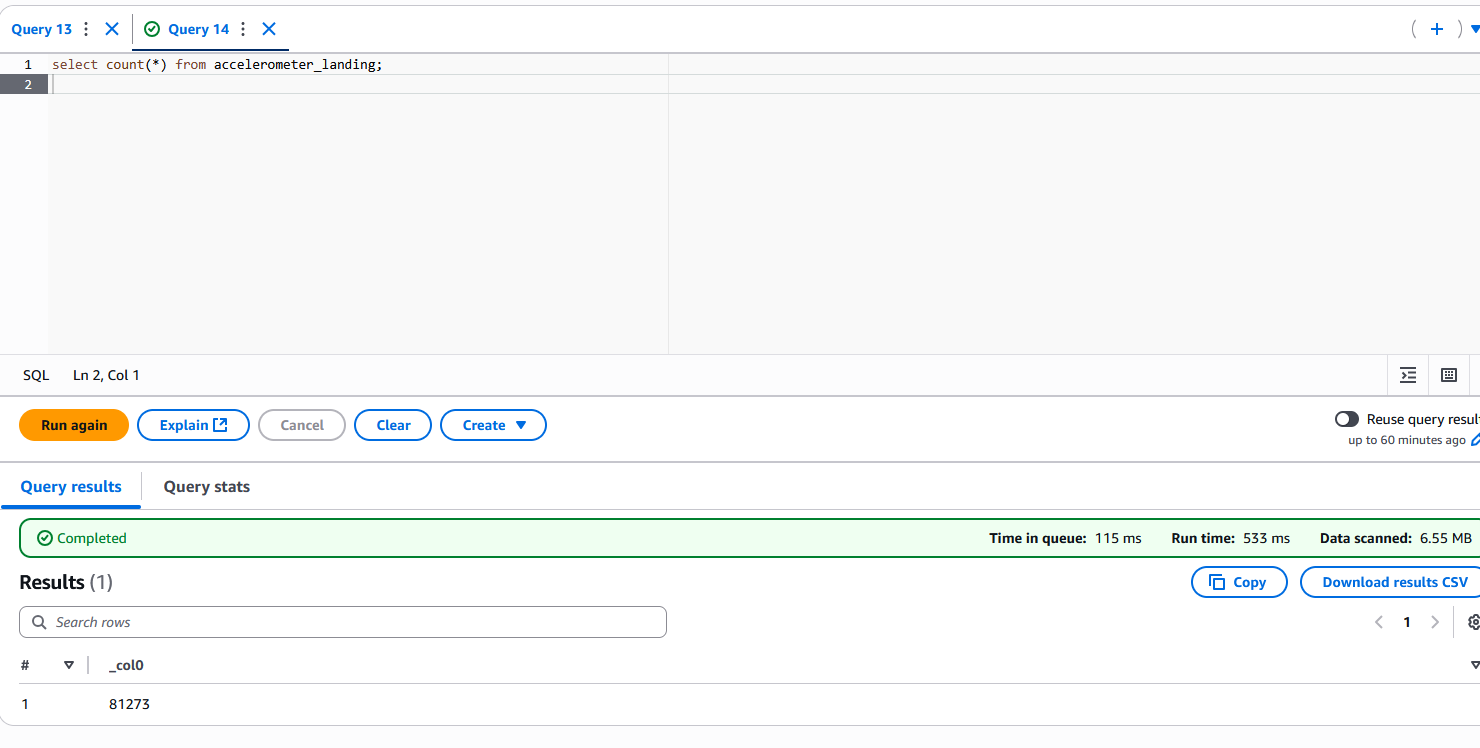 Query 13 Query 14
1 select count(*) from accelerometer_landing;
2
SQL Ln 2, Col 1
Run again Explain Cancel Clear Create Reuse query resul
up to 60 minutes ago
Query results Query stats
Completed Time in queue: 115 ms Run time: 533 ms Data scanned: 6.55 MB
Results (1) Copy Download results CSV
Search rows 1
# _col0
1 81273